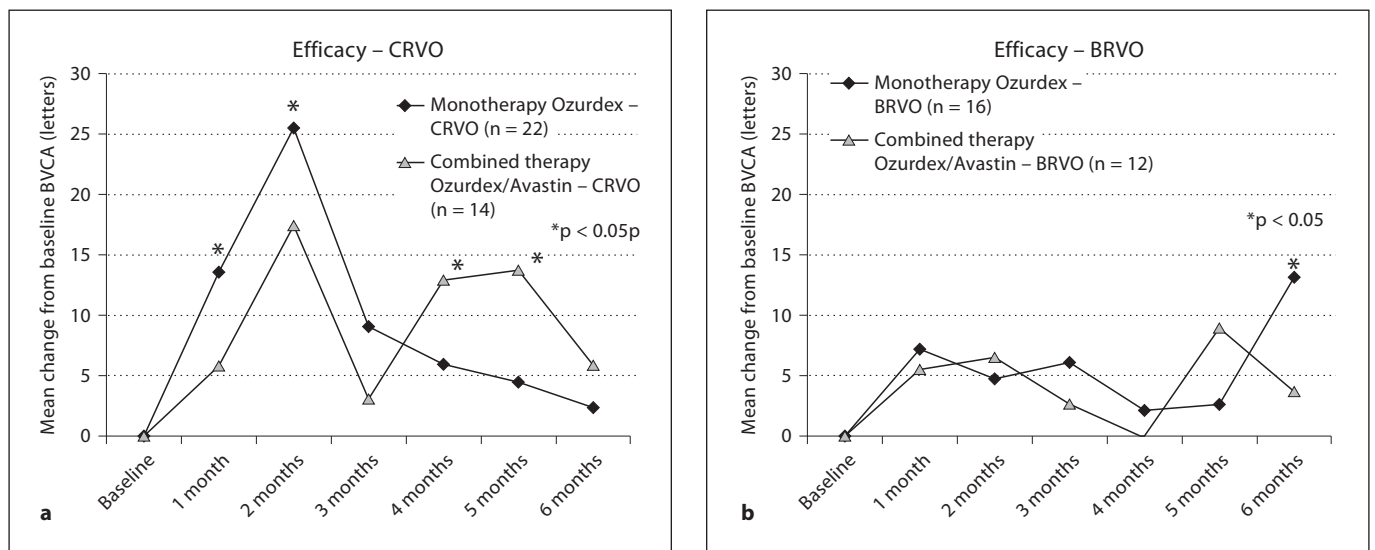 Efficacy – CRVO
Mean change from baseline BVCA (letters)
30
25
20
15
10
5
0
Monotherapy Ozurdex –
CRVO (n = 22)
Combined therapy
Ozurdex/Avastin – CRVO
(n = 14)
*p < 0.05p
*
*
*
*
Baseline
1 month
2 months
3 months
4 months
5 months
6 months
a
Efficacy – BRVO
Mean change from baseline BVCA (letters)
30
25
20
15
10
5
0
Monotherapy Ozurdex –
BRVO (n = 16)
Combined therapy
Ozurdex/Avastin – BRVO (n = 12)
*p < 0.05
*
Baseline
1 month
2 months
3 months
4 months
5 months
6 months
b